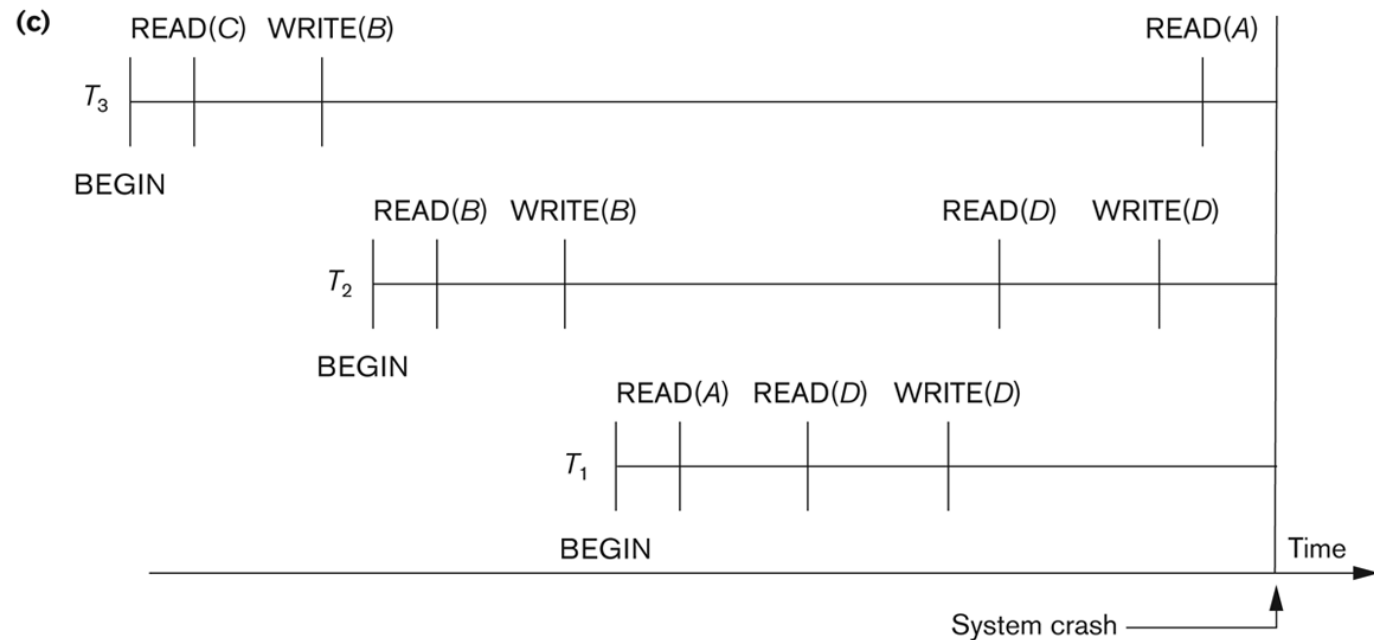 (c)
READ(C) WRITE(B) READ(A)
T3
BEGIN
READ(B) WRITE(B) READ(D) WRITE(D)
T2
BEGIN
READ(A) READ(D) WRITE(D)
T1
BEGIN
Time
System crash